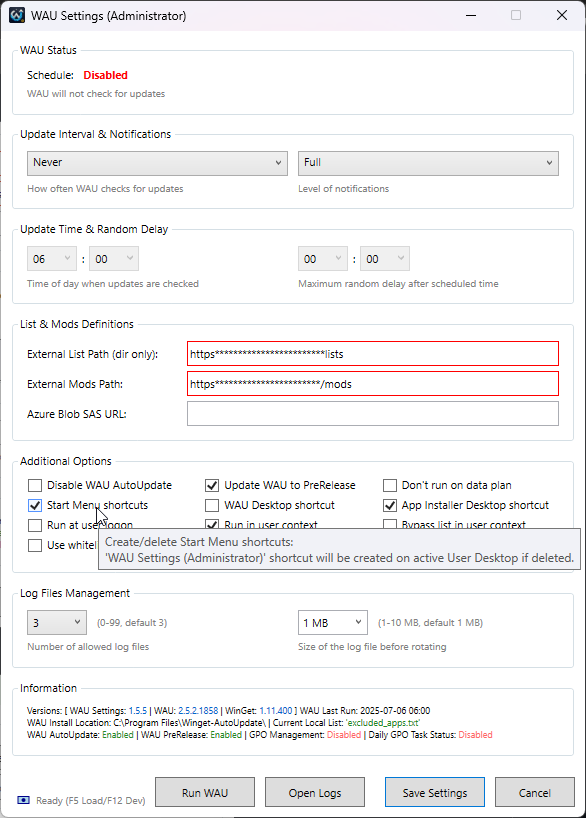 WAU Settings (Administrator)
WAU Status
Schedule: Disabled
WAU will not check for updates
Update Interval & Notifications
Never Full
How often WAU checks for updates Level of notifications
Update Time & Random Delay
06 : 00 00 : 00
Time of day when updates are checked Maximum random delay after scheduled time
List & Mods Definitions
External List Path (dir only): https************************lists
External Mods Path: https***********************/mods
Azure Blob SAS URL:
Additional Options
Disable WAU AutoUpdate Update WAU to PreRelease Don't run on data plan
Start Menu shortcuts WAU Desktop shortcut App Installer Desktop shortcut
Run at user logon Run in user context Bypass list in user context
Use
Create/delete Start Menu shortcuts:
'WAU Settings (Administrator)' shortcut will be created on active User Desktop if deleted.
Log Files Management
3 (0-99, default 3) 1 MB (1-10 MB, default 1 MB)
Number of allowed log files Size of the log file before rotating
Information
Versions: [ WAU Settings: 1.5.5 | WAU: 2.5.2.1858 | WinGet: 1.11.400 ] WAU Last Run: 2025-07-06 06:00
WAU Install Location: C:\Program Files\Winget-AutoUpdate\ | Current Local List: 'excluded_apps.txt'
WAU AutoUpdate: Enabled | WAU PreRelease: Enabled | GPO Management: Disabled | Daily GPO Task Status: Disabled
Ready (F5 Load/F12 Dev) Run WAU Open Logs Save Settings Cancel